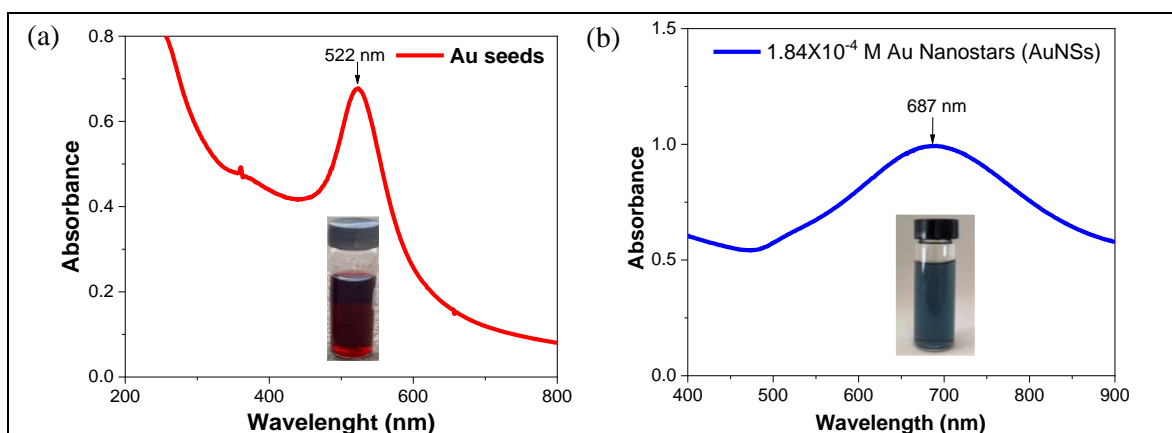 (a)
0.8
0.6
0.4
0.2
0.0
Absorbance
522 nm
Au seeds
200
400
600
800
Wavelenght (nm)
(b)
1.5
1.0
0.5
0.0
Absorbance
1.84X10⁻⁴ M Au Nanostars (AuNSs)
687 nm
400
500
600
700
800
900
Wavelength (nm)